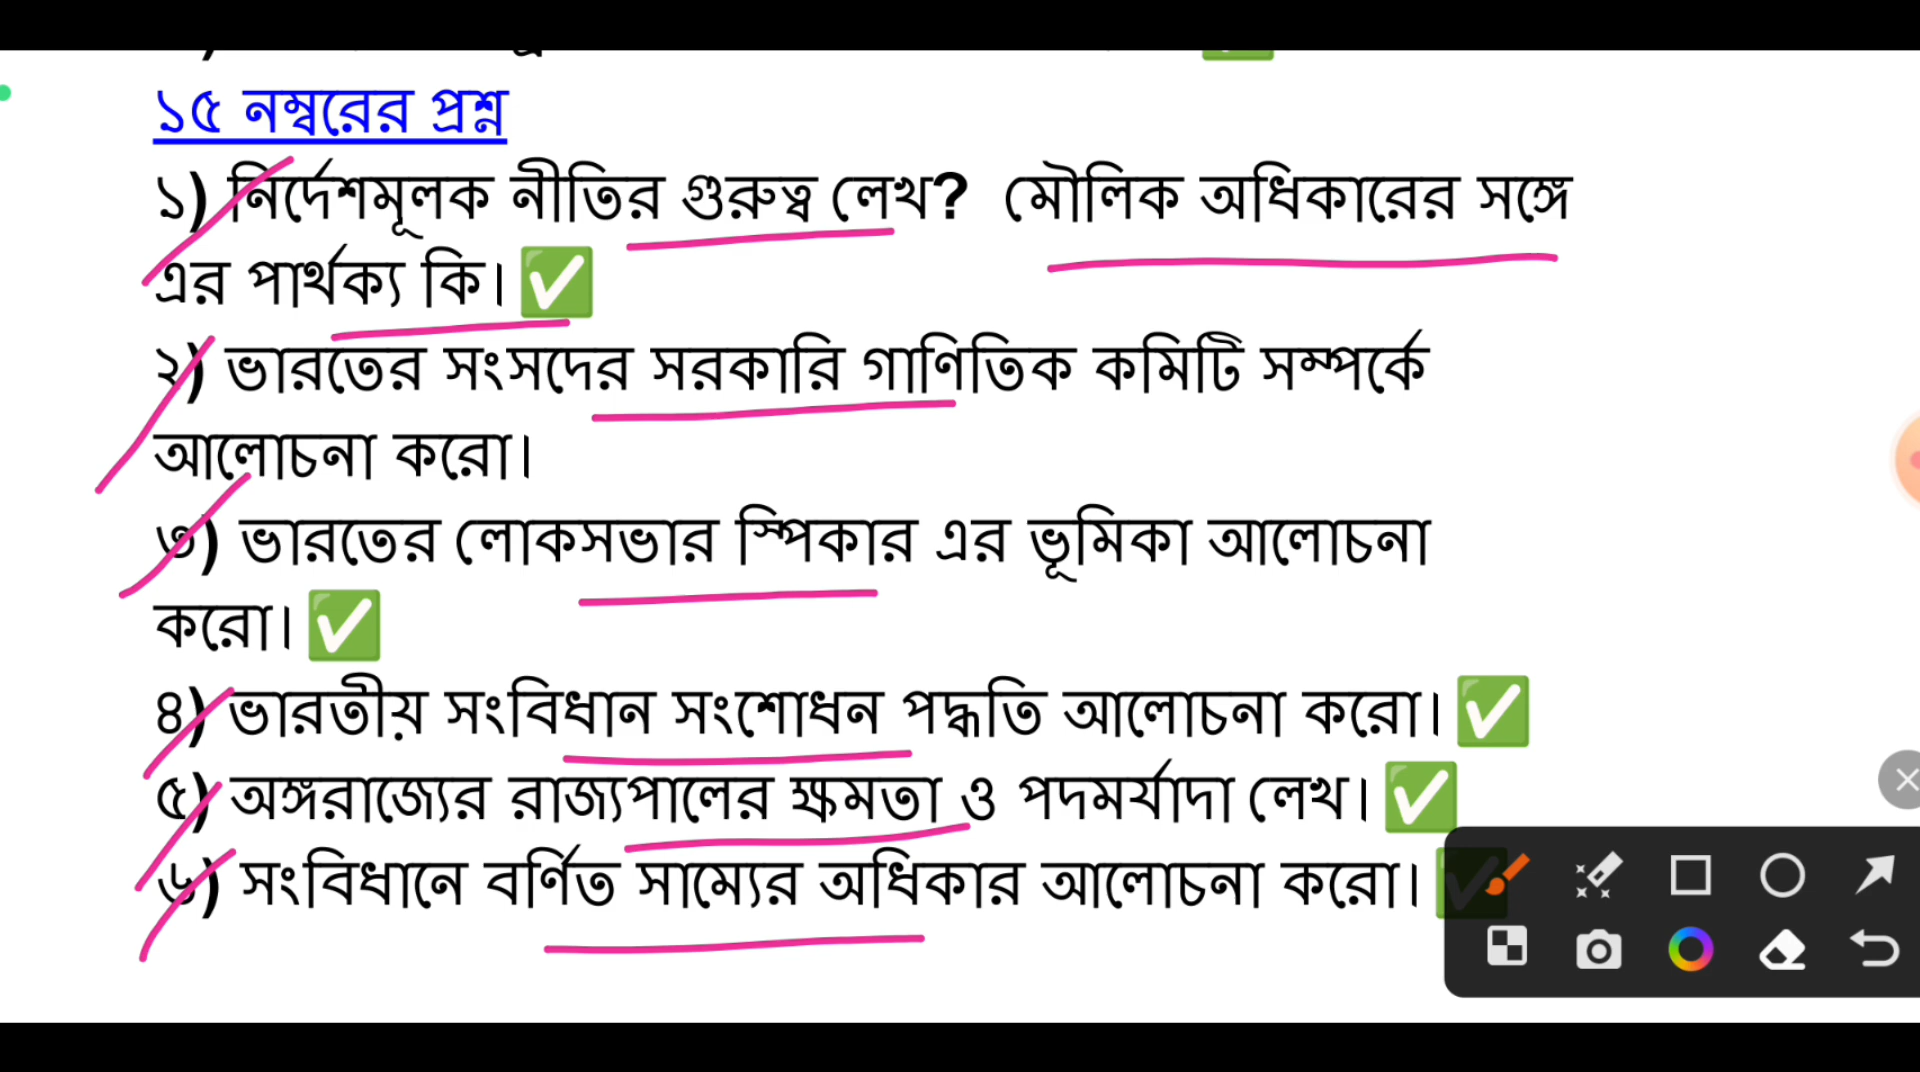 ১৫ নম্বরের প্রশ্ন
১) নির্দেশমূলক নীতির গুরুত্ব লেখ? মৌলিক অধিকারের সঙ্গে
এর পার্থক্য কি। ✅
২) ভারতের সংসদের সরকারি গাণিতিক কমিটি সম্পর্কে
আলোচনা করো।
৩) ভারতের লোকসভার স্পিকার এর ভূমিকা আলোচনা
করো। ✅
৪) ভারতীয় সংবিধান সংশোধন পদ্ধতি আলোচনা করো। ✅
৫) অঙ্গরাজ্যের রাজ্যপালের ক্ষমতা ও পদমর্যাদা লেখ। ✅
৬) সংবিধানে বর্ণিত সাম্যের অধিকার আলোচনা করো। ✅